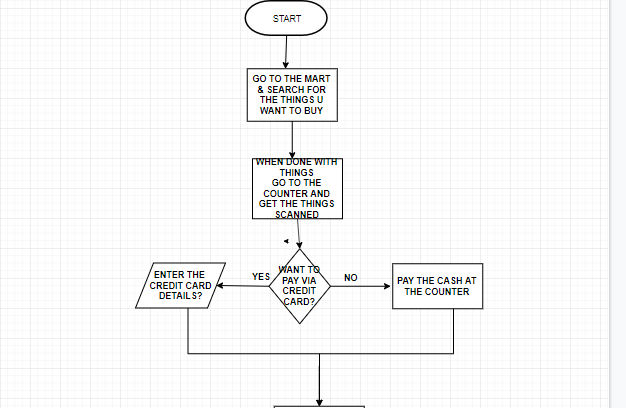 START
GO TO THE MART
& SEARCH FOR
THE THINGS U
WANT TO BUY
WHEN DONE WITH
THINGS
GO TO THE
COUNTER AND
GET THE THINGS
SCANNED
WANT TO
PAY VIA
CREDIT
CARD?
YES
NO
ENTER THE
CREDIT CARD
DETAILS?
PAY THE CASH AT
THE COUNTER